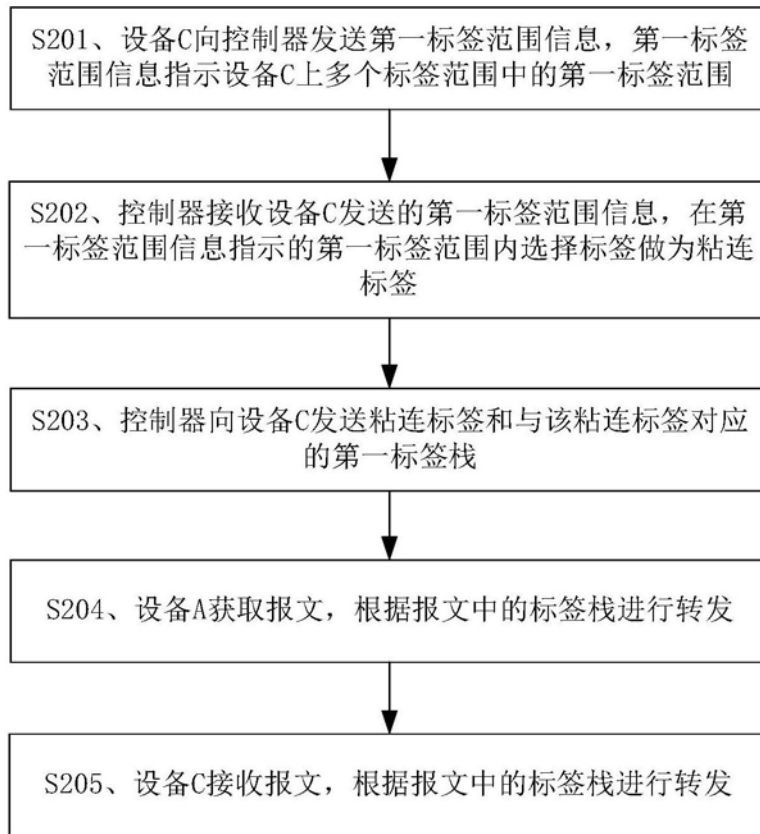 S201、设备C向控制器发送第一标签范围信息，第一标签
范围信息指示设备C上多个标签范围中的第一标签范围
S202、控制器接收设备C发送的第一标签范围信息，在第
一标签范围信息指示的第一标签范围内选择标签做为粘连
标签
S203、控制器向设备C发送粘连标签和与该粘连标签对应
的第一标签栈
S204、设备A获取报文，根据报文中的标签栈进行转发
S205、设备C接收报文，根据报文中的标签栈进行转发